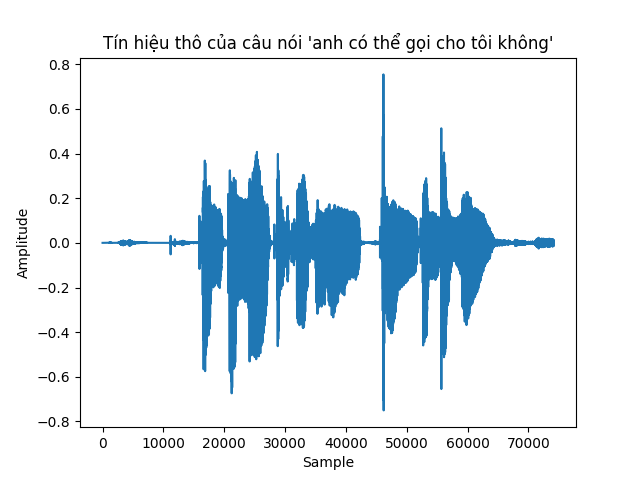 Tín hiệu thô của câu nói 'anh có thể gọi cho tôi không'
0.8
0.6
0.4
0.2
0.0
−0.2
−0.4
−0.6
−0.8
Amplitude
0 10000 20000 30000 40000 50000 60000 70000
Sample